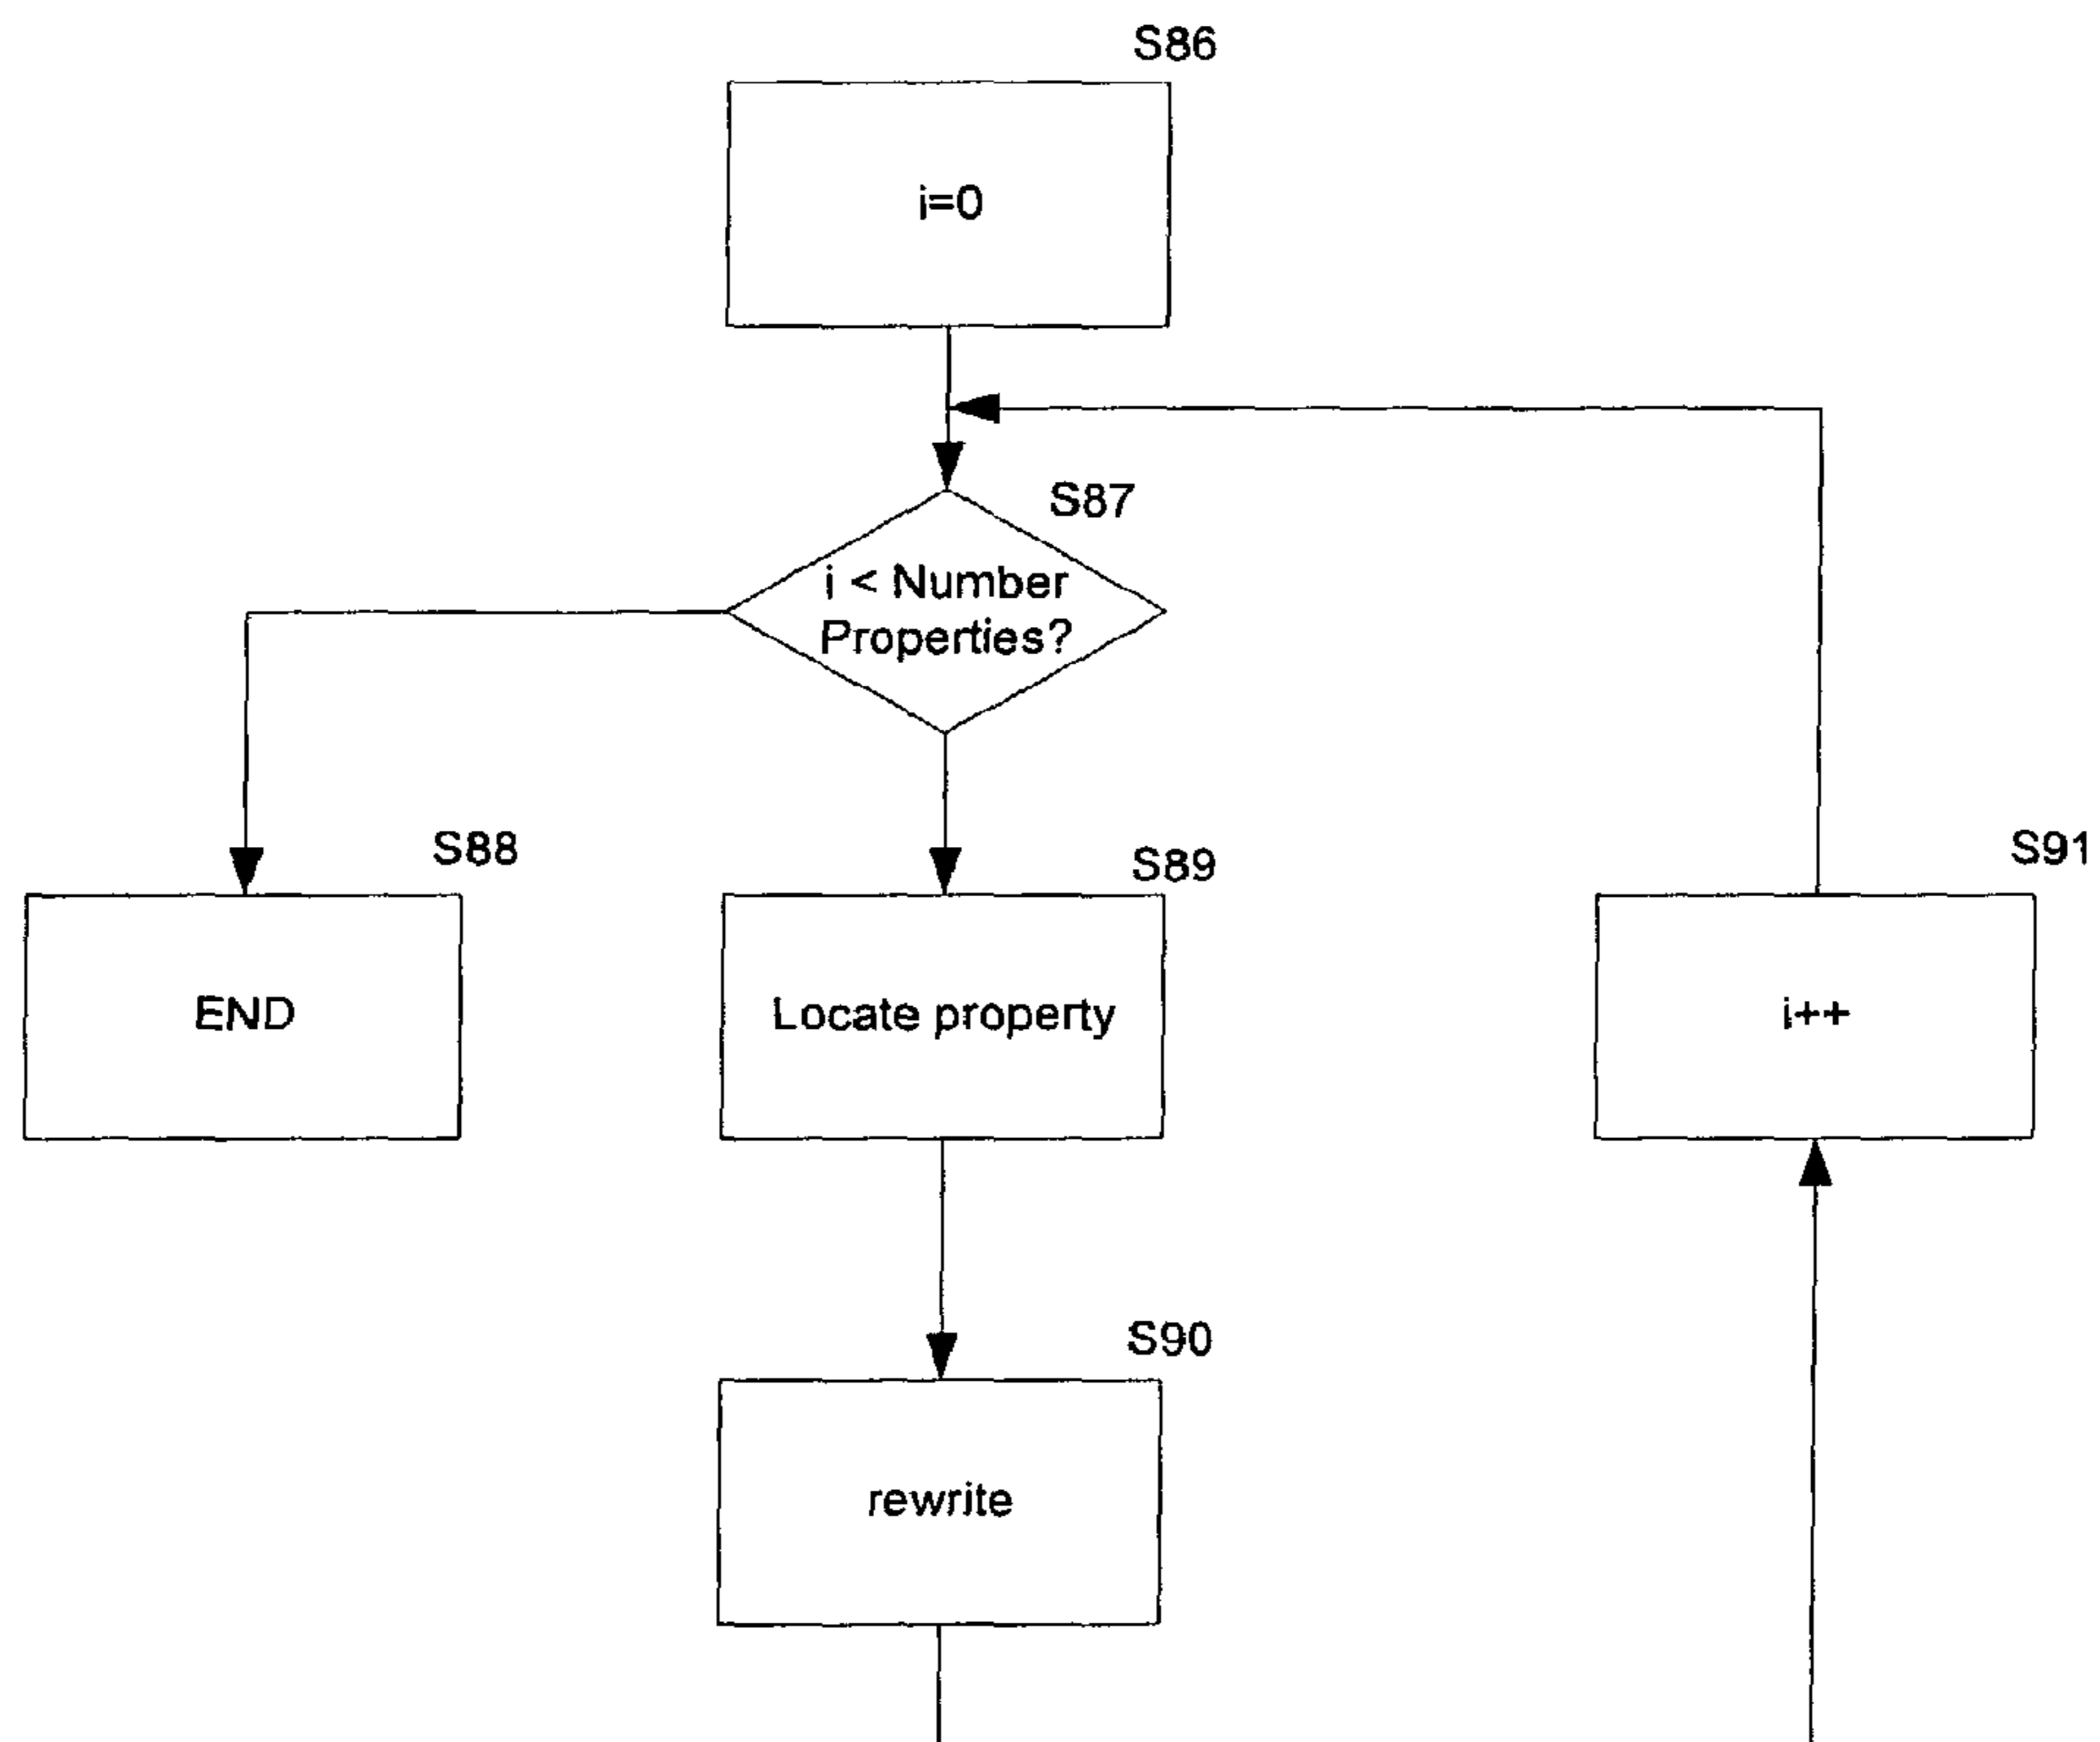 S86
i=0
S87
i < Number
Properties?
S88
END
S89
Locate property
S91
i++
S90
rewrite